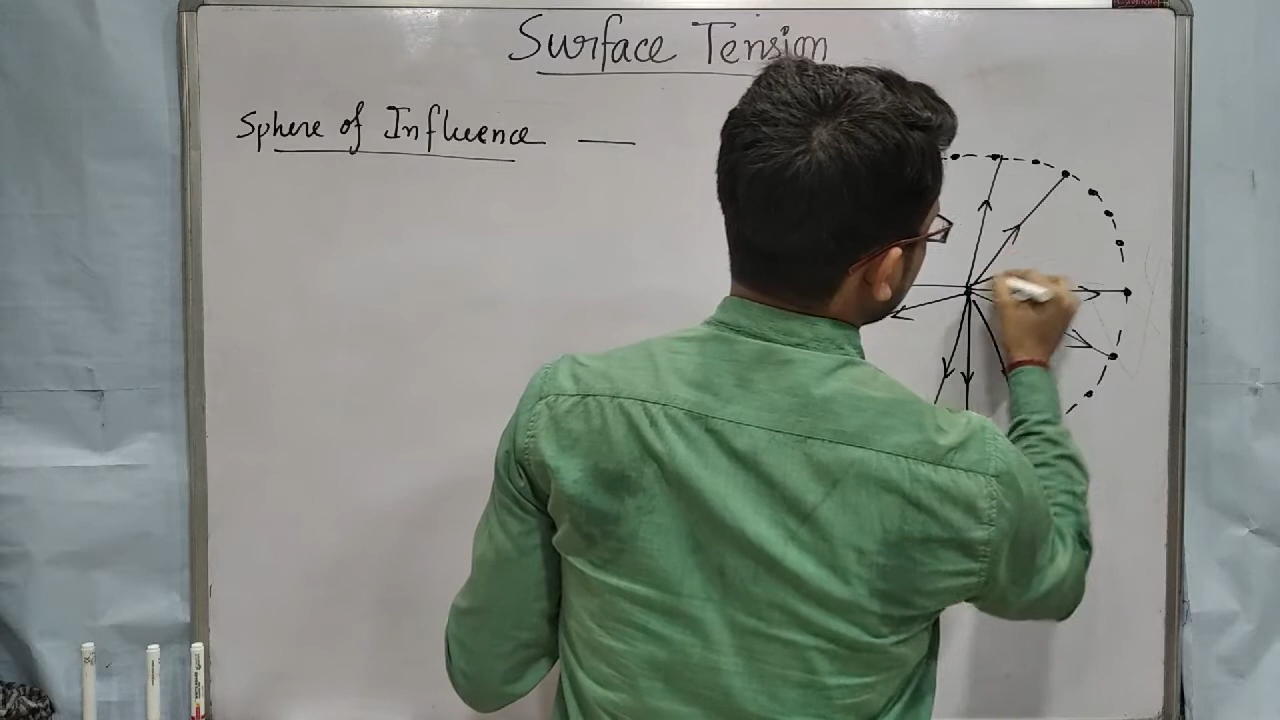 Surface Tension
Sphere of Influence —